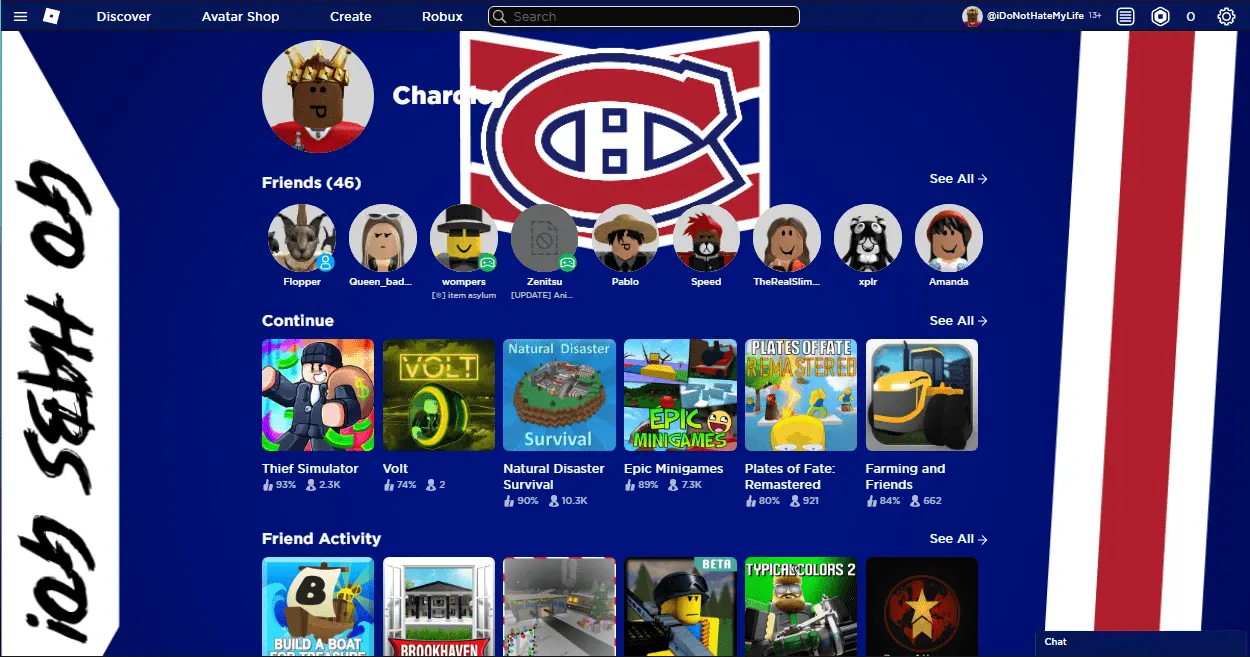 Discover Avatar Shop Create Robux Search @iDoNotHateMyLife 13+ 0
Friends (46) See All →
Flopper Queen_bad... wompers Zenitsu Pablo Speed TheRealSlim... xplr Amanda
[❄] item asylum [UPDATE] Ani...
Continue See All →
VOLT
Natural Disaster
Survival
EPIC
MINIGAMES
PLATES OF FATE
REMASTERED
Thief Simulator Volt Natural Disaster Survival Epic Minigames Plates of Fate: Remastered Farming and Friends
93% 2.3K 74% 2 90% 10.3K 89% 7.3K 80% 921 84% 662
Friend Activity See All →
B
BUILD A BOAT
FOR TREASURE
BROOKHAVEN
BETA
TYPICAL COLORS 2
Chat
GO HABS GO!